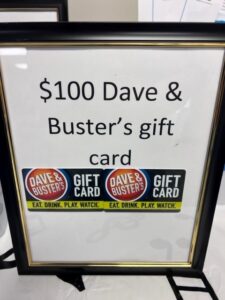 $100 Dave &
Buster's gift
card
DAVE & BUSTER'S GIFT CARD DAVE & BUSTER'S GIFT CARD
EAT. DRINK. PLAY. WATCH. EAT. DRINK. PLAY. WATCH.